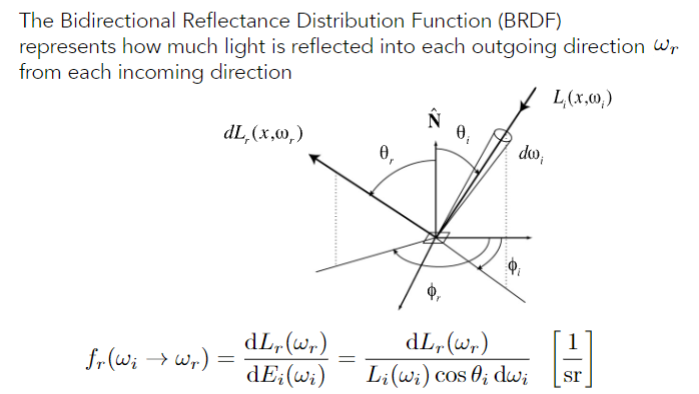 The Bidirectional Reflectance Distribution Function (BRDF)
represents how much light is reflected into each outgoing direction ωr
from each incoming direction
Li(x,ωi)
dLr(x,ωr)
N̂
θi
θr
dωi
ϕi
ϕr
fr(ωi → ωr) = dLr(ωr) / dEi(ωi) = dLr(ωr) / Li(ωi) cos θi dωi [1/sr]